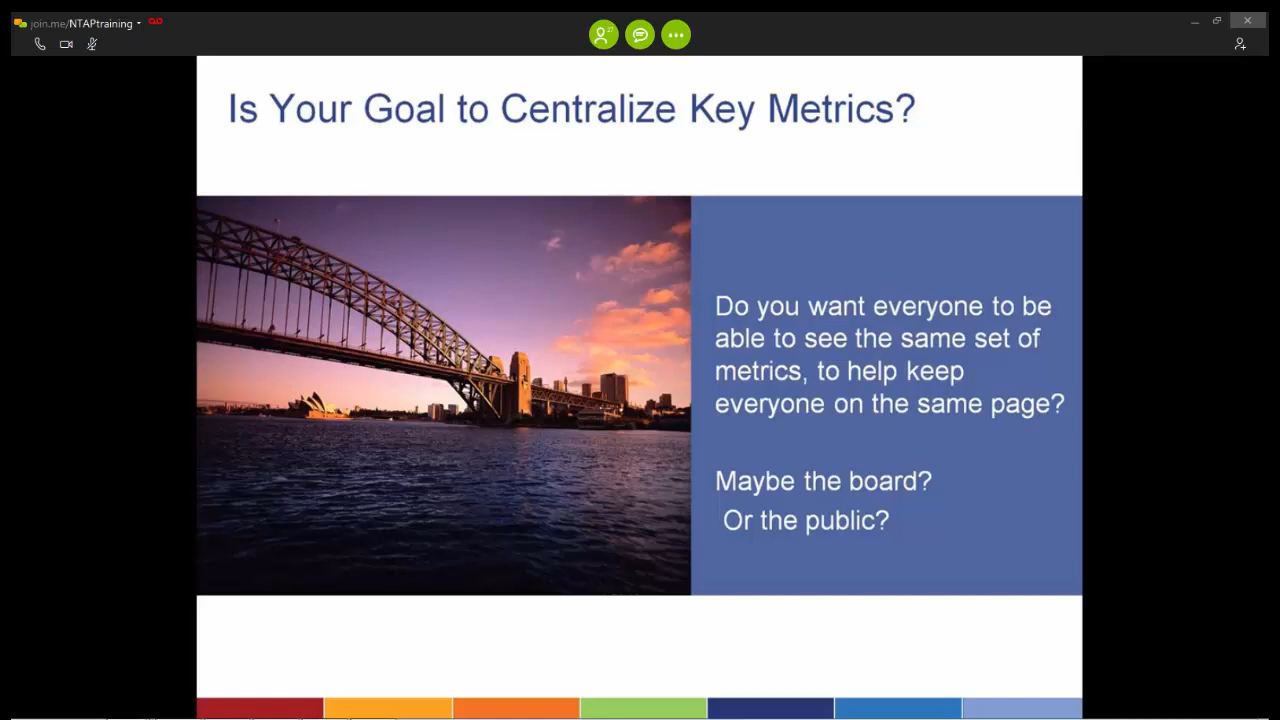 join.me/NTAPtraining
27
Is Your Goal to Centralize Key Metrics?
Do you want everyone to be
able to see the same set of
metrics, to help keep
everyone on the same page?
Maybe the board?
Or the public?